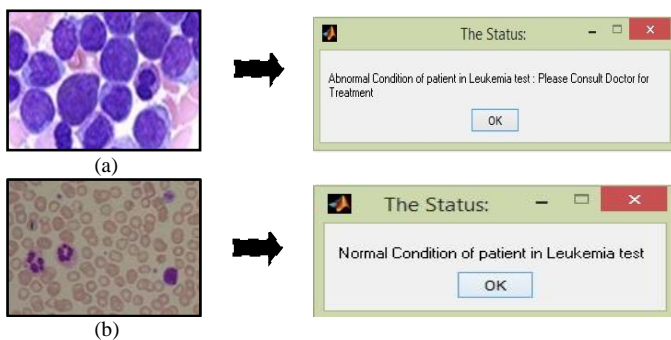 The Status:
Abnormal Condition of patient in Leukemia test : Please Consult Doctor for
Treatment
OK
(a)
The Status:
Normal Condition of patient in Leukemia test
OK
(b)